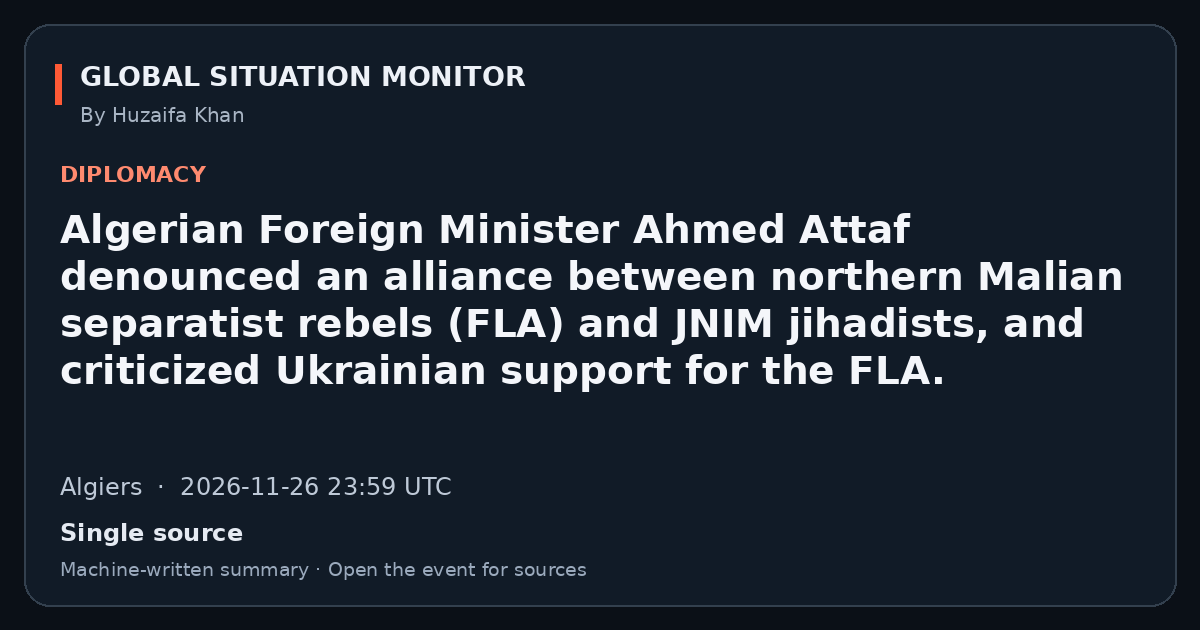 GLOBAL SITUATION MONITOR
By Huzaifa Khan
DIPLOMACY
Algerian Foreign Minister Ahmed Attaf
denounced an alliance between northern Malian
separatist rebels (FLA) and JNIM jihadists, and
criticized Ukrainian support for the FLA.
Algiers · 2026-11-26 23:59 UTC
Single source
Machine-written summary · Open the event for sources